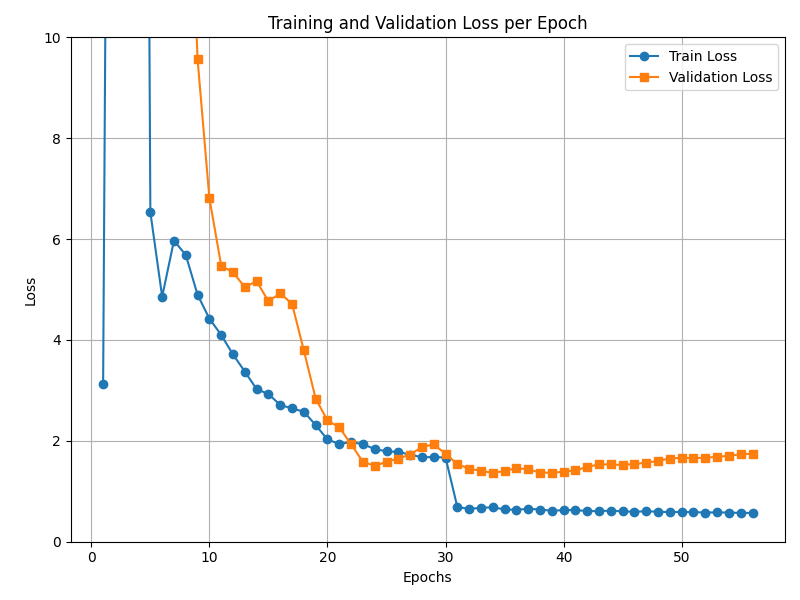 Training and Validation Loss per Epoch
Train Loss
Validation Loss
10
8
6
4
2
0
Loss
0 10 20 30 40 50
Epochs